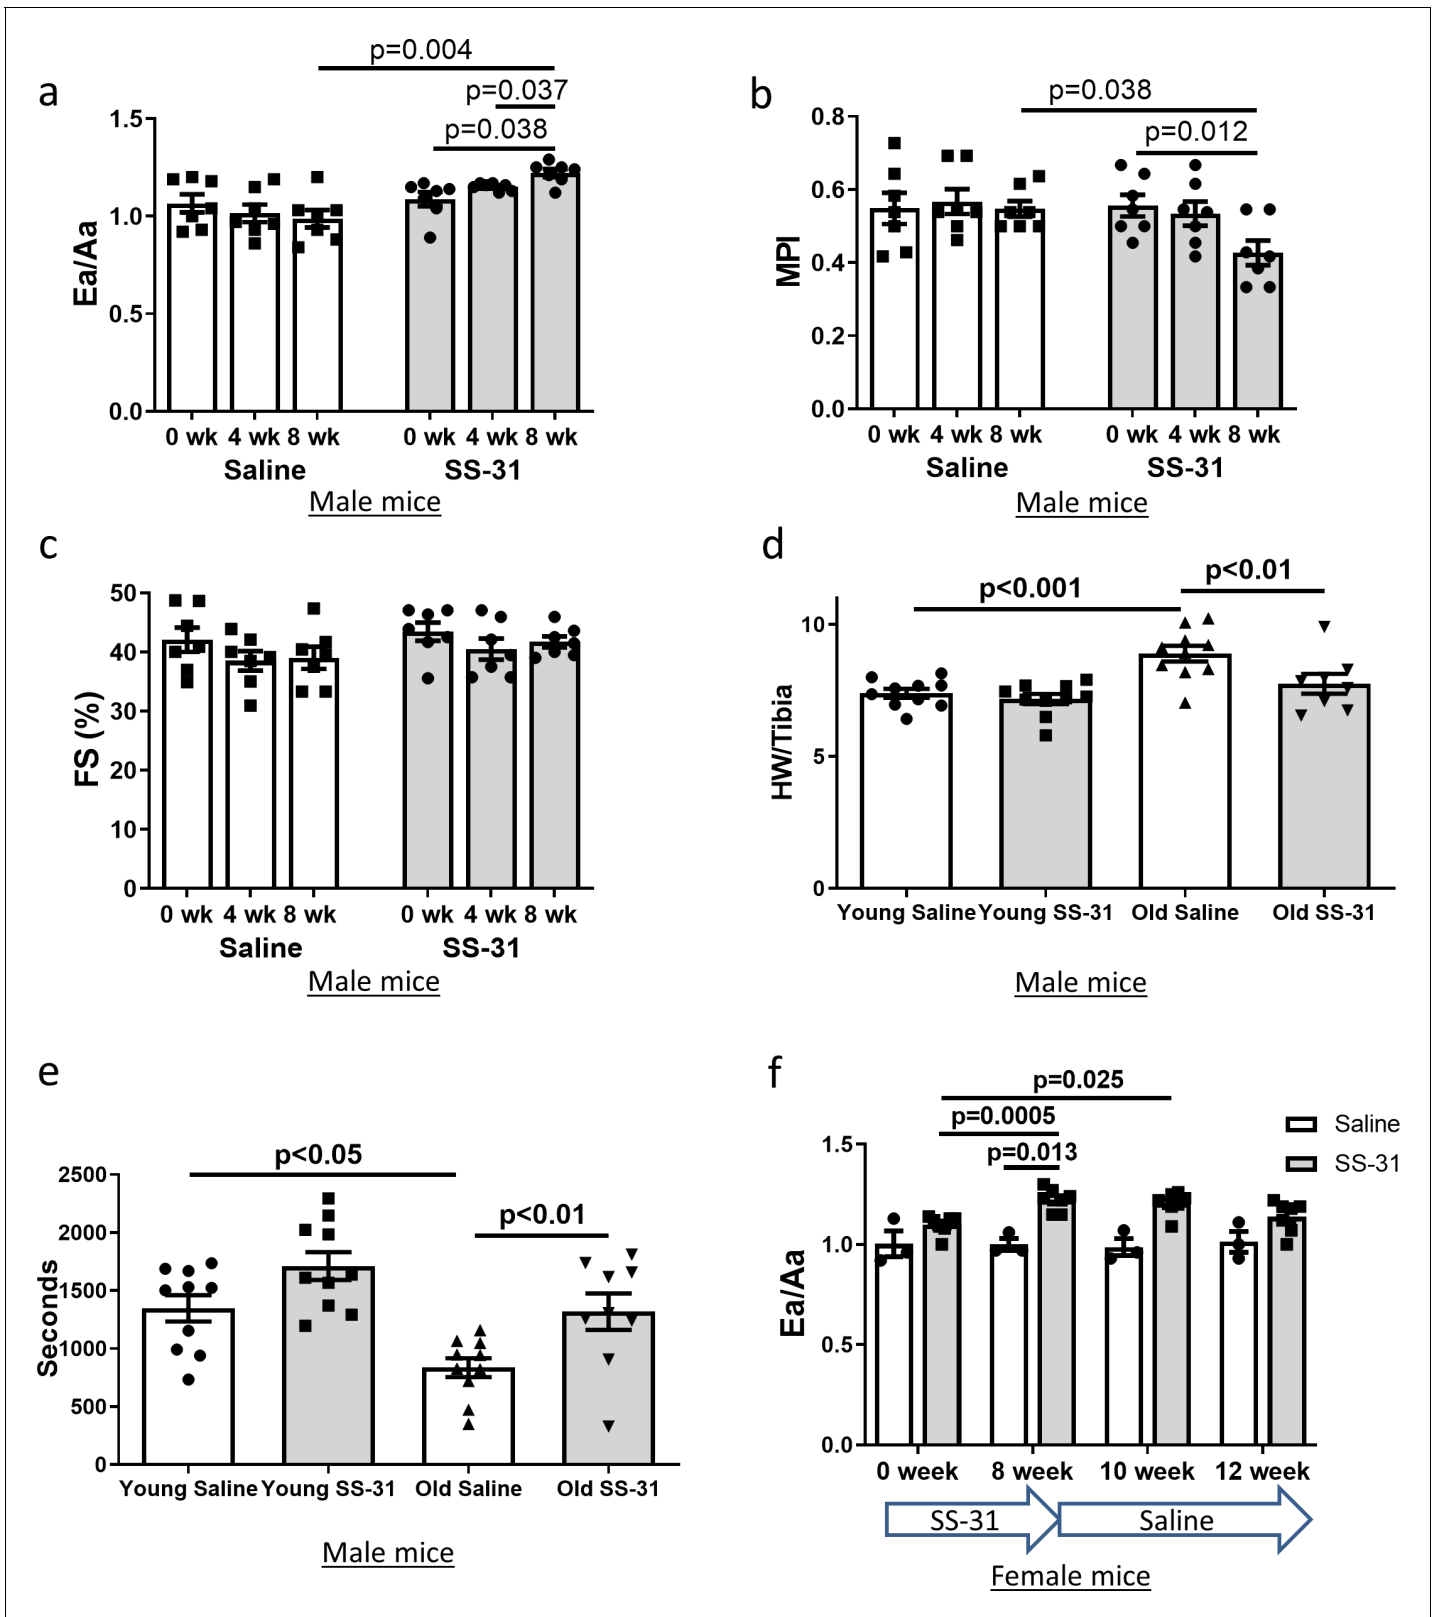 a
p=0.004
p=0.037
p=0.038
Ea/Aa
1.5
1.0
0.5
0.0
0 wk 4 wk 8 wk 0 wk 4 wk 8 wk
Saline SS-31
Male mice
b
p=0.038
p=0.012
MPI
0.8
0.6
0.4
0.2
0.0
0 wk 4 wk 8 wk 0 wk 4 wk 8 wk
Saline SS-31
Male mice
c
FS (%)
50
40
30
20
10
0
0 wk 4 wk 8 wk 0 wk 4 wk 8 wk
Saline SS-31
Male mice
d
p<0.001
p<0.01
HW/Tibia
10
5
0
Young Saline Young SS-31 Old Saline Old SS-31
Male mice
e
p<0.05
p<0.01
Seconds
2500
2000
1500
1000
500
0
Young Saline Young SS-31 Old Saline Old SS-31
Male mice
f
p=0.025
p=0.0005
p=0.013
Saline
SS-31
Ea/Aa
1.5
1.0
0.5
0.0
0 week 8 week 10 week 12 week
SS-31 Saline
Female mice